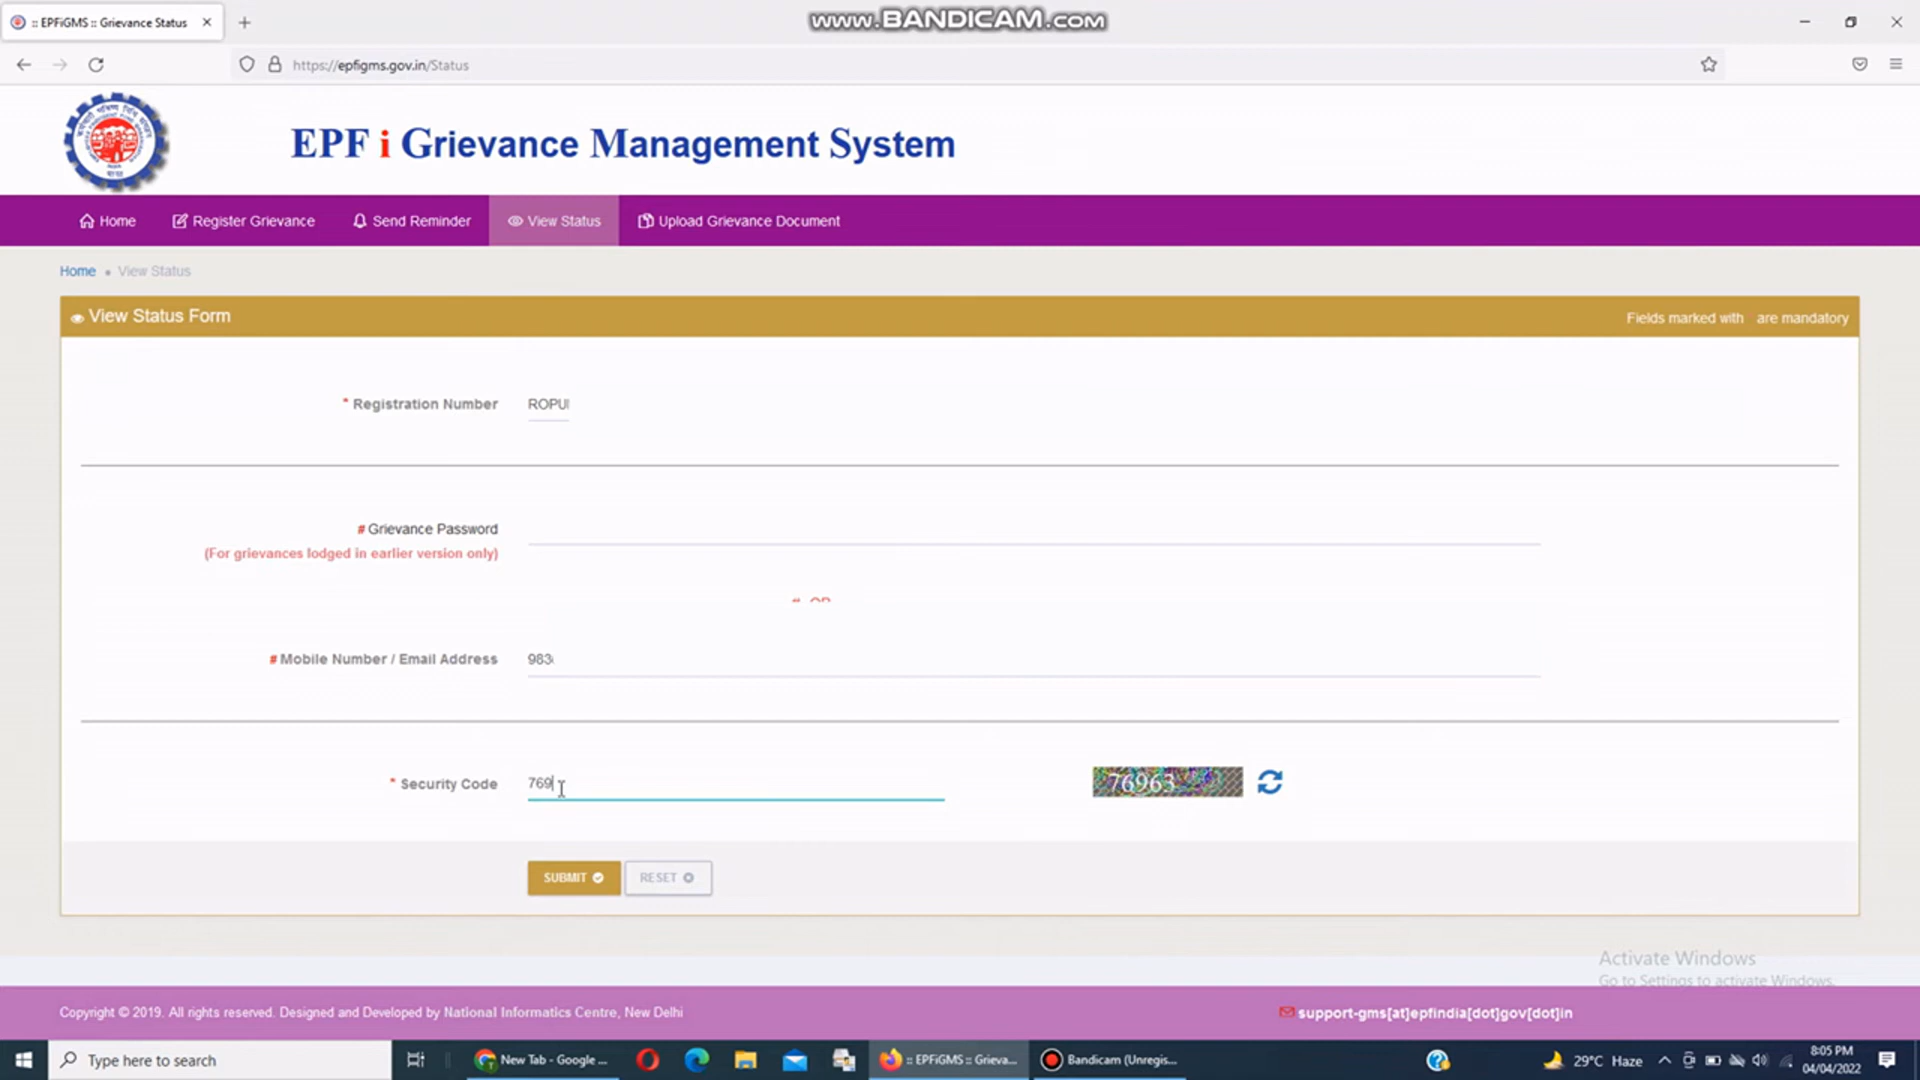 :: EPFiGMS :: Grievance Status
www.BANDICAM.com
https://epfigms.gov.in/Status
EPF i Grievance Management System
Home
Register Grievance
Send Reminder
View Status
Upload Grievance Document
Home • View Status
View Status Form
Fields marked with are mandatory
* Registration Number
ROPU
# Grievance Password
(For grievances lodged in earlier version only)
# OR
# Mobile Number / Email Address
983
* Security Code
769
76963
SUBMIT
RESET
Activate Windows
Go to Settings to activate Windows.
Copyright © 2019. All rights reserved. Designed and Developed by National Informatics Centre, New Delhi
support-gms[at]epfindia[dot]gov[dot]in
Type here to search
New Tab - Google ...
:: EPFiGMS :: Grieva...
Bandicam (Unregis...
29°C Haze
8:05 PM
04/04/2022